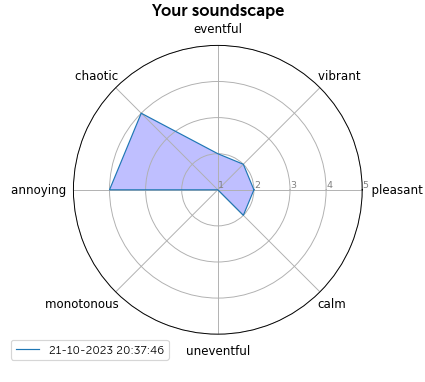 Your soundscape
eventful
chaotic
vibrant
annoying
1
2
3
4
5
pleasant
monotonous
calm
uneventful
21-10-2023 20:37:46